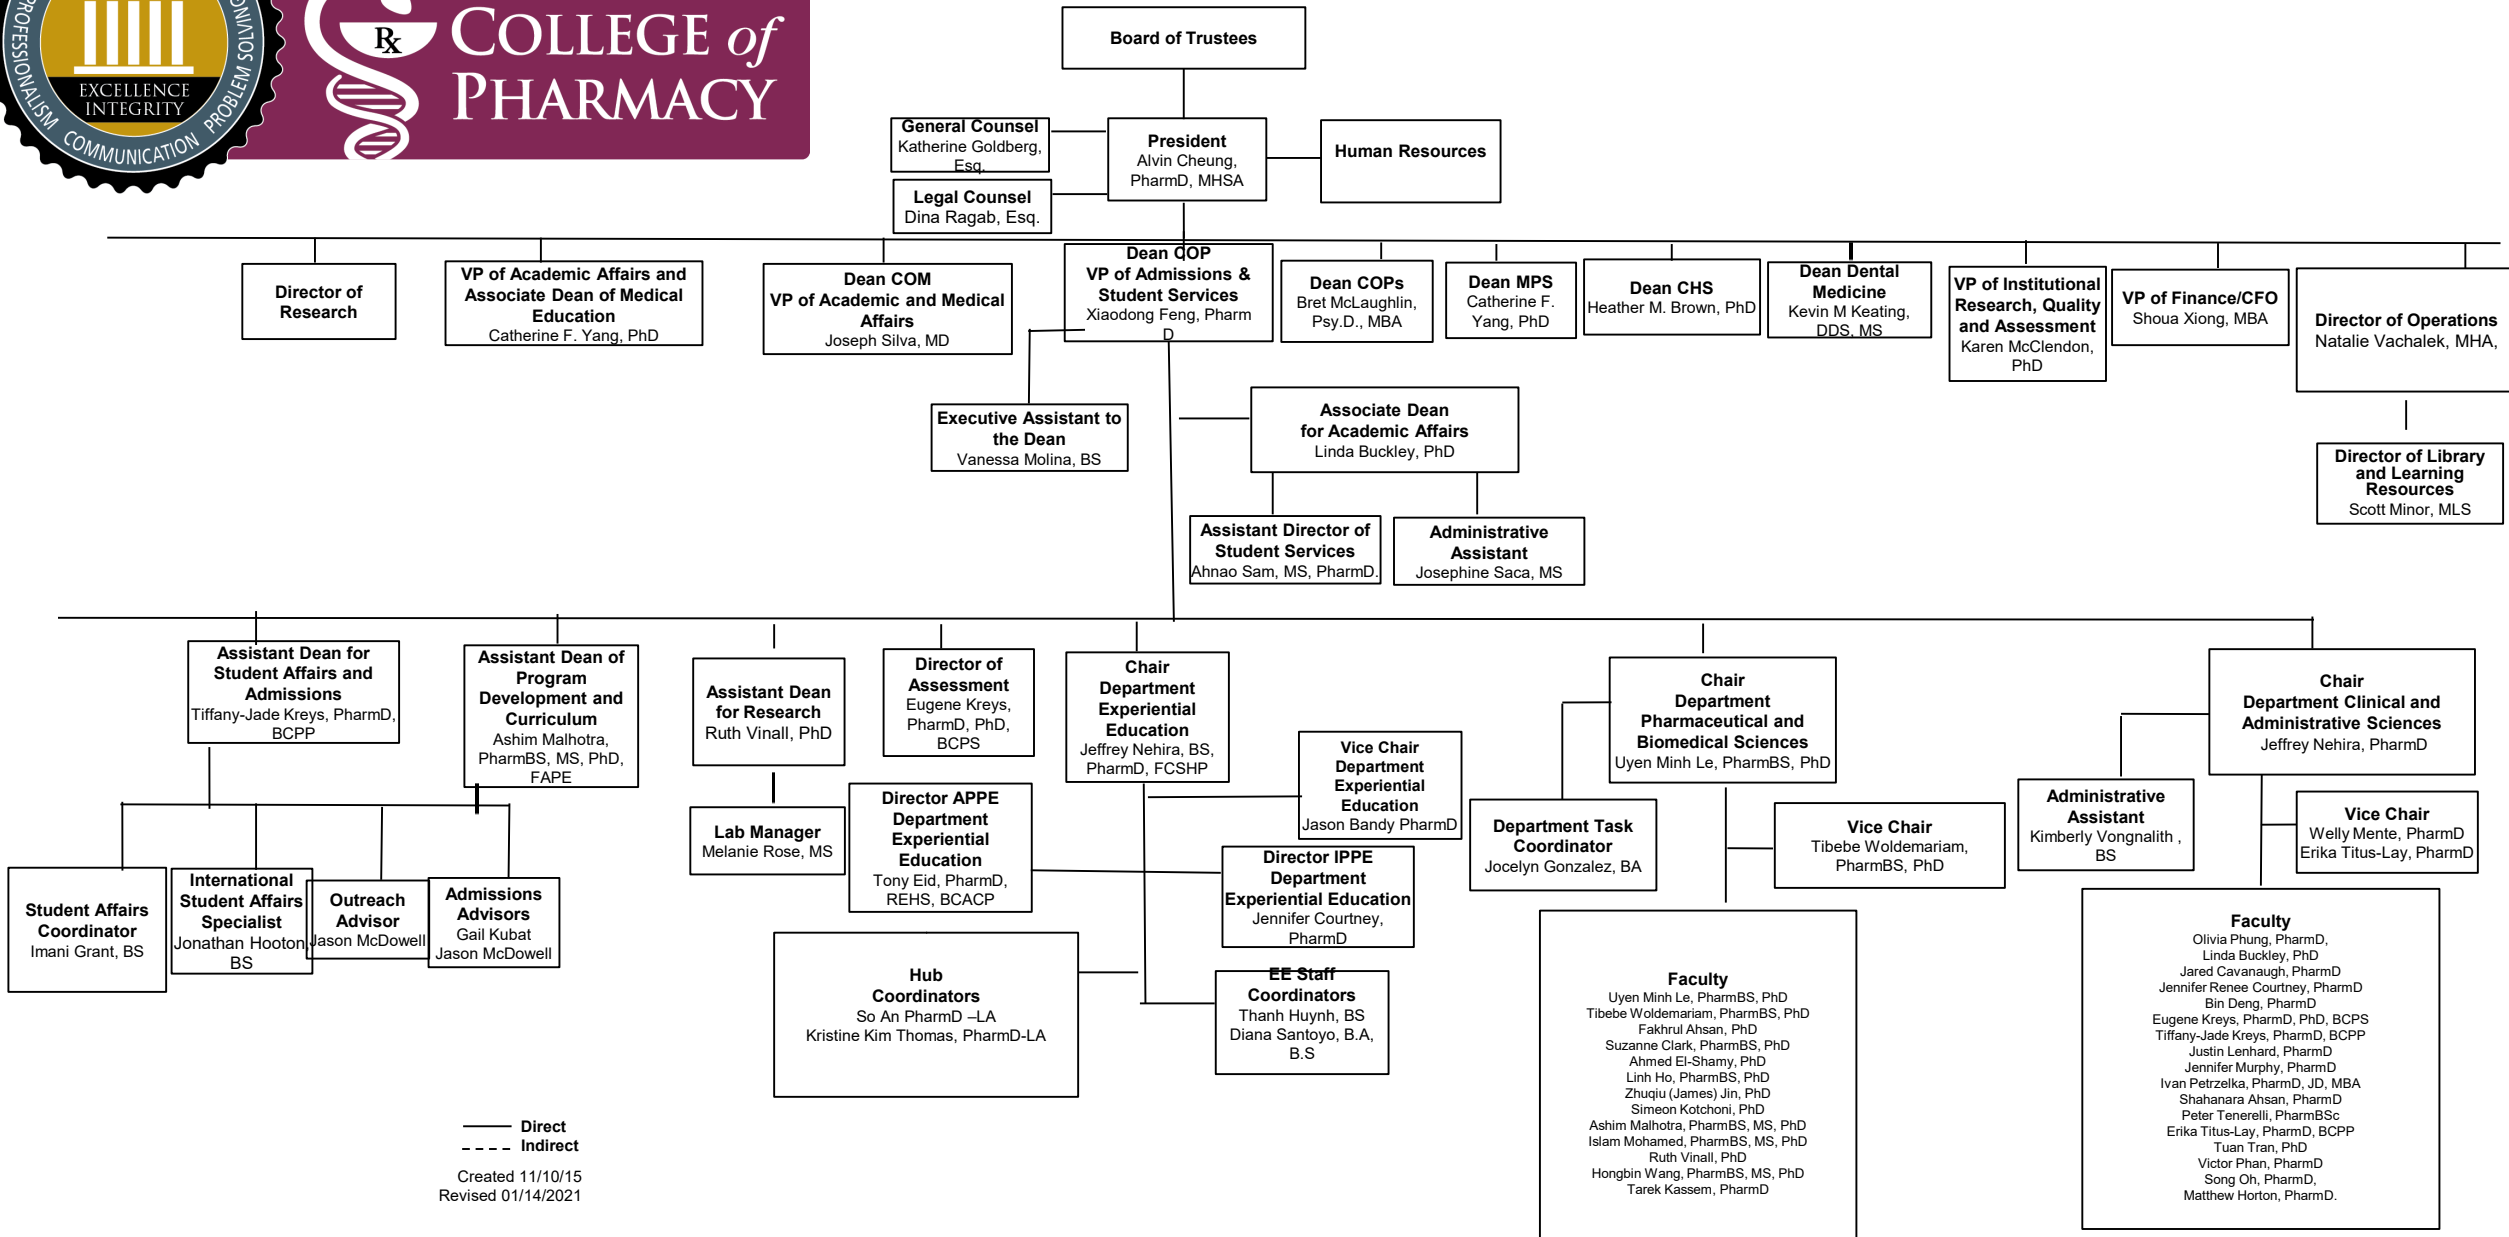 COLLEGE of
PHARMACY
Rx
EXCELLENCE
INTEGRITY
PROFESSIONALISM COMMUNICATION PROBLEM SOLVING
Board of Trustees
General Counsel
Katherine Goldberg,
Esq.
Legal Counsel
Dina Ragab, Esq.
President
Alvin Cheung,
PharmD, MHSA
Human Resources
Director of
Research
VP of Academic Affairs and
Associate Dean of Medical
Education
Catherine F. Yang, PhD
Dean COM
VP of Academic and Medical
Affairs
Joseph Silva, MD
Dean COP
VP of Admissions &
Student Services
Xiaodong Feng, Pharm
D
Dean COPs
Bret McLaughlin,
Psy.D., MBA
Dean MPS
Catherine F.
Yang, PhD
Dean CHS
Heather M. Brown, PhD
Dean Dental
Medicine
Kevin M Keating,
DDS, MS
VP of Institutional
Research, Quality
and Assessment
Karen McClendon,
PhD
VP of Finance/CFO
Shoua Xiong, MBA
Director of Operations
Natalie Vachalek, MHA,
Executive Assistant to
the Dean
Vanessa Molina, BS
Associate Dean
for Academic Affairs
Linda Buckley, PhD
Director of Library
and Learning
Resources
Scott Minor, MLS
Assistant Director of
Student Services
Ahnao Sam, MS, PharmD.
Administrative
Assistant
Josephine Saca, MS
Assistant Dean for
Student Affairs and
Admissions
Tiffany-Jade Kreys, PharmD,
BCPP
Assistant Dean of
Program
Development and
Curriculum
Ashim Malhotra,
PharmBS, MS, PhD,
FAPE
Assistant Dean
for Research
Ruth Vinall, PhD
Director of
Assessment
Eugene Kreys,
PharmD, PhD,
BCPS
Chair
Department
Experiential
Education
Jeffrey Nehira, BS,
PharmD, FCSHP
Vice Chair
Department
Experiential
Education
Jason Bandy PharmD
Chair
Department
Pharmaceutical and
Biomedical Sciences
Uyen Minh Le, PharmBS, PhD
Chair
Department Clinical and
Administrative Sciences
Jeffrey Nehira, PharmD
Lab Manager
Melanie Rose, MS
Director APPE
Department
Experiential
Education
Tony Eid, PharmD,
REHS, BCACP
Director IPPE
Department
Experiential Education
Jennifer Courtney,
PharmD
Department Task
Coordinator
Jocelyn Gonzalez, BA
Vice Chair
Tibebe Woldemariam,
PharmBS, PhD
Administrative
Assistant
Kimberly Vongnalith ,
BS
Vice Chair
Welly Mente, PharmD
Erika Titus-Lay, PharmD
Student Affairs
Coordinator
Imani Grant, BS
International
Student Affairs
Specialist
Jonathan Hooton,
BS
Outreach
Advisor
Jason McDowell
Admissions
Advisors
Gail Kubat
Jason McDowell
Hub
Coordinators
So An PharmD –LA
Kristine Kim Thomas, PharmD-LA
EE Staff
Coordinators
Thanh Huynh, BS
Diana Santoyo, B.A,
B.S
Faculty
Uyen Minh Le, PharmBS, PhD
Tibebe Woldemariam, PharmBS, PhD
Fakhrul Ahsan, PhD
Suzanne Clark, PharmBS, PhD
Ahmed El-Shamy, PhD
Linh Ho, PharmBS, PhD
Zhuqiu (James) Jin, PhD
Simeon Kotchoni, PhD
Ashim Malhotra, PharmBS, MS, PhD
Islam Mohamed, PharmBS, MS, PhD
Ruth Vinall, PhD
Hongbin Wang, PharmBS, MS, PhD
Tarek Kassem, PharmD
Faculty
Olivia Phung, PharmD,
Linda Buckley, PhD
Jared Cavanaugh, PharmD
Jennifer Renee Courtney, PharmD
Bin Deng, PharmD
Eugene Kreys, PharmD, PhD, BCPS
Tiffany-Jade Kreys, PharmD, BCPP
Justin Lenhard, PharmD
Jennifer Murphy, PharmD
Ivan Petrzelka, PharmD, JD, MBA
Shahanara Ahsan, PharmD
Peter Tenerelli, PharmBSc
Erika Titus-Lay, PharmD, BCPP
Tuan Tran, PhD
Victor Phan, PharmD
Song Oh, PharmD,
Matthew Horton, PharmD.
Direct
Indirect
Created 11/10/15
Revised 01/14/2021